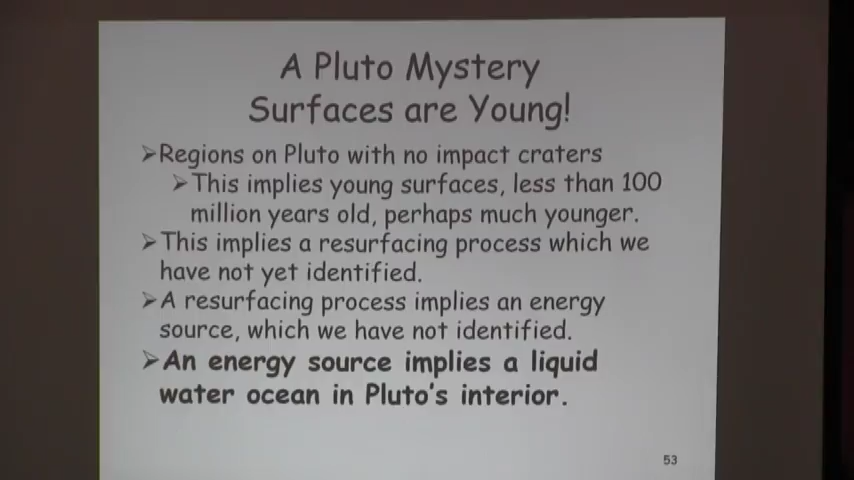 A Pluto Mystery
Surfaces are Young!
➢Regions on Pluto with no impact craters
➢This implies young surfaces, less than 100
million years old, perhaps much younger.
➢This implies a resurfacing process which we
have not yet identified.
➢A resurfacing process implies an energy
source, which we have not identified.
➢An energy source implies a liquid
water ocean in Pluto's interior.
53